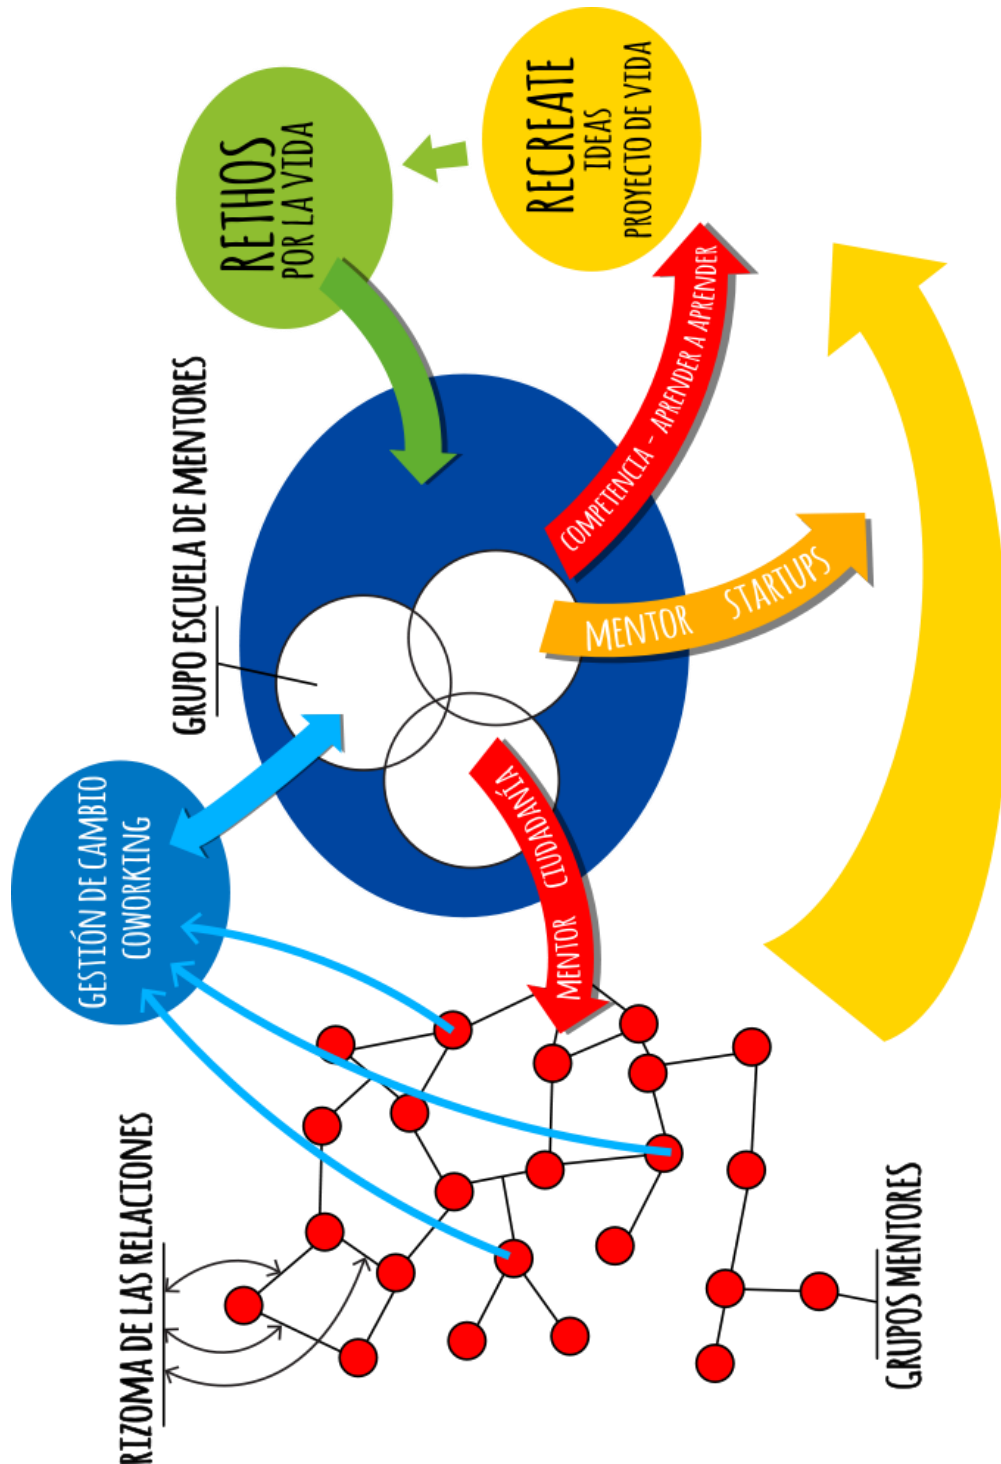 RIZOMA DE LAS RELACIONES
GESTIÓN DE CAMBIO
COWORKING
GRUPO ESCUELA DE MENTORES
RETHOS
POR LA VIDA
RECREATE
IDEAS
PROYECTO DE VIDA
COMPETENCIA - APRENDER A APRENDER
MENTOR STARTUPS
MENTOR CIUDADANÍA
GRUPOS MENTORES